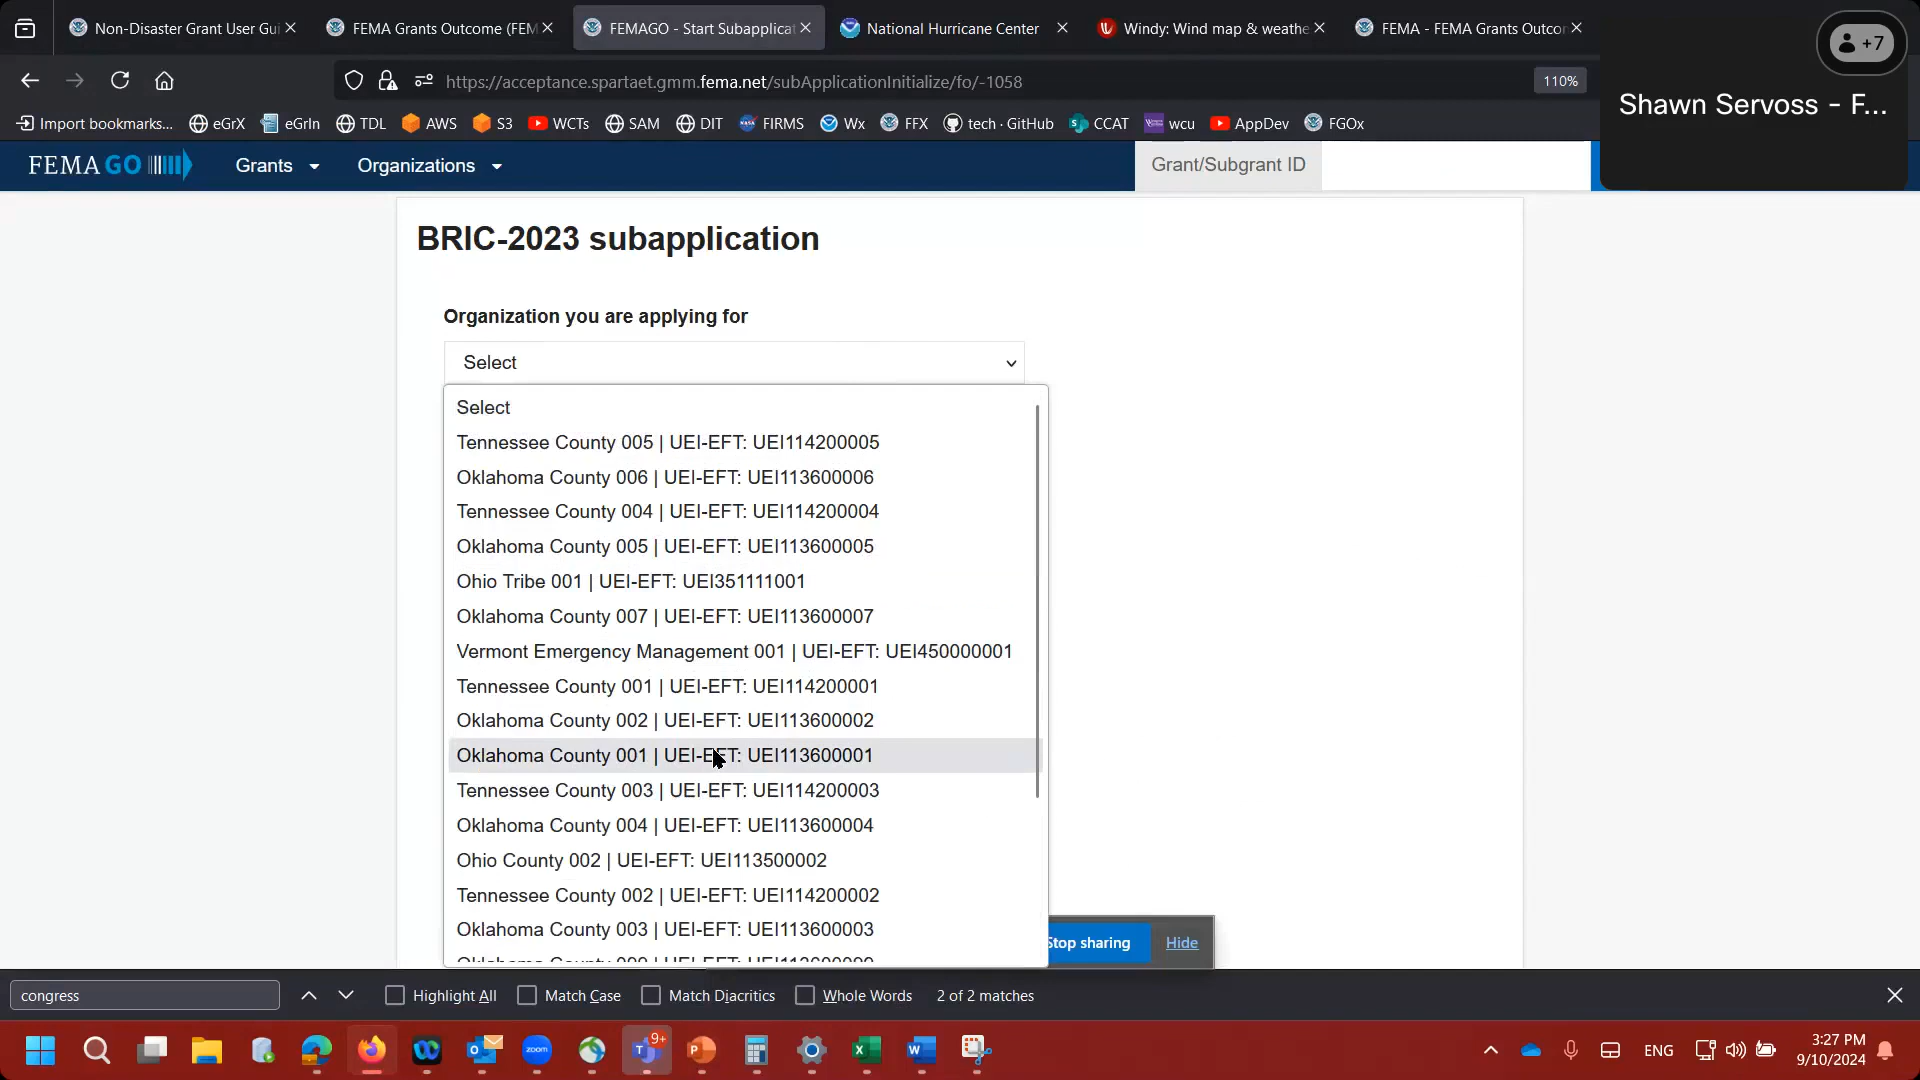 Non-Disaster Grant User Gui
FEMA Grants Outcome (FEM
FEMAGO - Start Subapplicat
National Hurricane Center
Windy: Wind map & weathe
FEMA - FEMA Grants Outcor
+7
https://acceptance.spartaet.gmm.fema.net/subApplicationInitialize/fo/-1058
110%
Shawn Servoss - F...
Import bookmarks... eGrX eGrIn TDL AWS S3 WCTs SAM DIT FIRMS Wx FFX tech · GitHub CCAT wcu AppDev FGOx
FEMA GO Grants Organizations Grant/Subgrant ID
BRIC-2023 subapplication
Organization you are applying for
Select
Select
Tennessee County 005 | UEI-EFT: UEI114200005
Oklahoma County 006 | UEI-EFT: UEI113600006
Tennessee County 004 | UEI-EFT: UEI114200004
Oklahoma County 005 | UEI-EFT: UEI113600005
Ohio Tribe 001 | UEI-EFT: UEI351111001
Oklahoma County 007 | UEI-EFT: UEI113600007
Vermont Emergency Management 001 | UEI-EFT: UEI450000001
Tennessee County 001 | UEI-EFT: UEI114200001
Oklahoma County 002 | UEI-EFT: UEI113600002
Oklahoma County 001 | UEI-EFT: UEI113600001
Tennessee County 003 | UEI-EFT: UEI114200003
Oklahoma County 004 | UEI-EFT: UEI113600004
Ohio County 002 | UEI-EFT: UEI113500002
Tennessee County 002 | UEI-EFT: UEI114200002
Oklahoma County 003 | UEI-EFT: UEI113600003
Stop sharing Hide
congress Highlight All Match Case Match Diacritics Whole Words 2 of 2 matches
9+
zoom
ENG
3:27 PM
9/10/2024